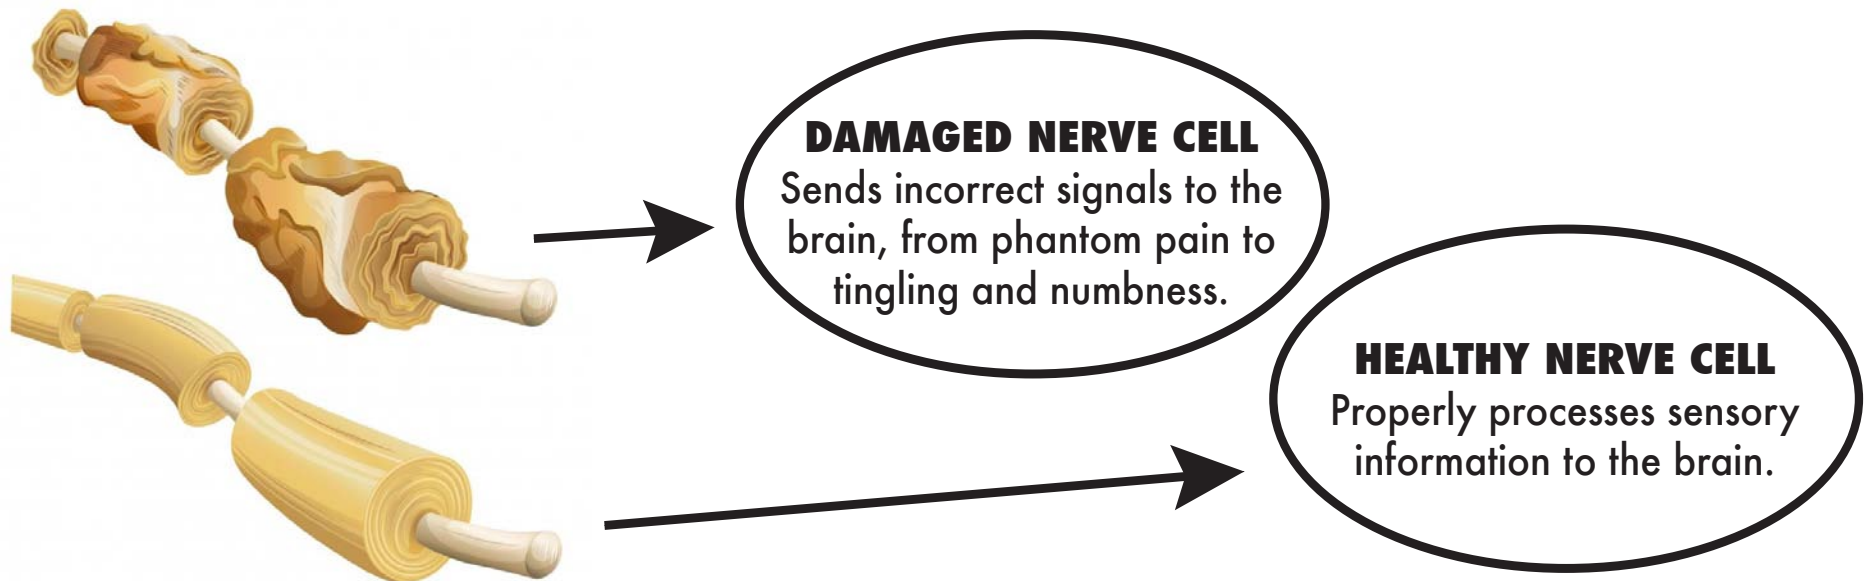 DAMAGED NERVE CELL
Sends incorrect signals to the
brain, from phantom pain to
tingling and numbness.
HEALTHY NERVE CELL
Properly processes sensory
information to the brain.